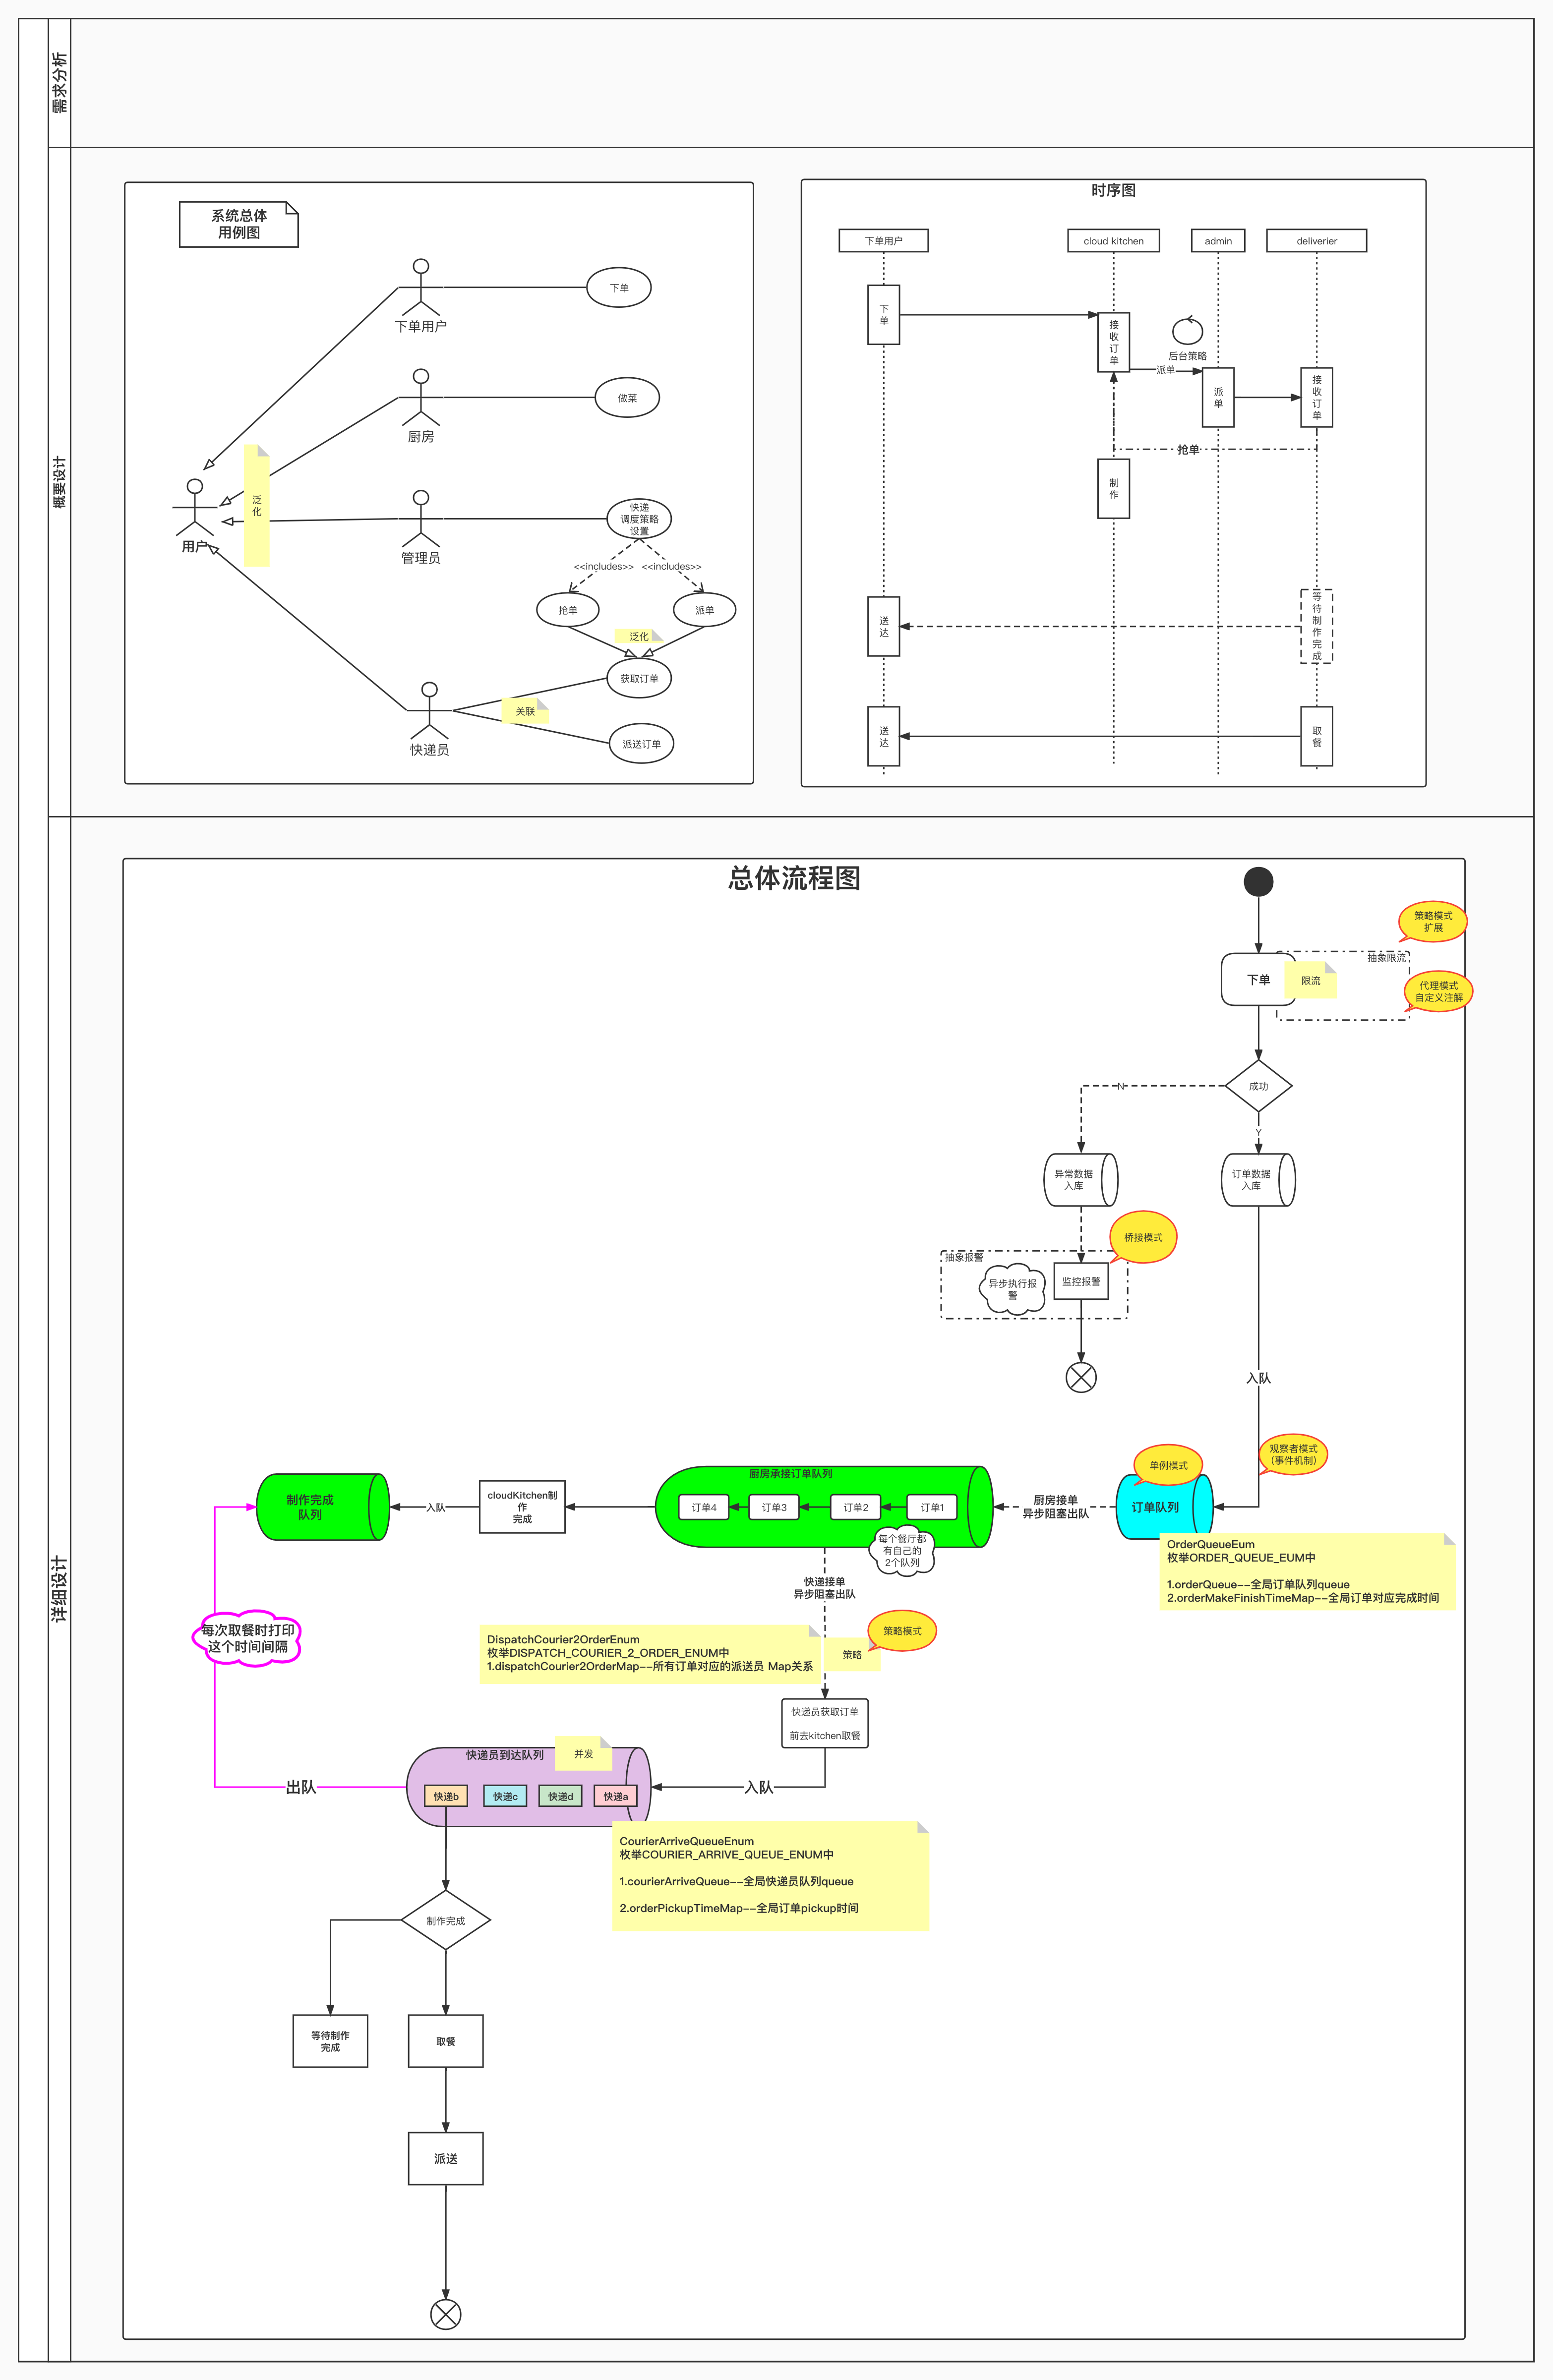 需求分析
概要设计
系统总体
用例图
下单用户
下单
厨房
做菜
用户
泛
化
管理员
快递
调度策略
设置
<<includes>>
<<includes>>
抢单
派单
泛化
获取订单
关联
快递员
派送订单
时序图
下单用户
cloud kitchen
admin
deliverier
下
单
接
收
订
单
后台策略
派单
派
单
接
收
订
单
抢单
制
作
等
待
制
作
完
成
送
达
送
达
取
餐
详细设计
总体流程图
策略模式
扩展
抽象限流
下单
限流
代理模式
自定义注解
成功
N
Y
异常数据
入库
订单数据
入库
桥接模式
抽象报警
异步执行报
警
监控报警
入队
观察者模式
(事件机制)
单例模式
订单队列
厨房接单
异步阻塞出队
厨房承接订单队列
订单4
订单3
订单2
订单1
每个餐厅都
有自己的
2个队列
cloudKitchen制
作
完成
入队
制作完成
队列
OrderQueueEum
枚举ORDER_QUEUE_EUM中
1.orderQueue--全局订单队列queue
2.orderMakeFinishTimeMap--全局订单对应完成时间
快递接单
异步阻塞出队
策略模式
策略
DispatchCourier2OrderEnum
枚举DISPATCH_COURIER_2_ORDER_ENUM中
1.dispatchCourier2OrderMap--所有订单对应的派送员 Map关系
每次取餐时打印
这个时间间隔
快递员获取订单
前去kitchen取餐
快递员到达队列
并发
快递b
快递c
快递d
快递a
出队
入队
CourierArriveQueueEnum
枚举COURIER_ARRIVE_QUEUE_ENUM中
1.courierArriveQueue--全局快递员队列queue
2.orderPickupTimeMap--全局订单pickup时间
制作完成
等待制作
完成
取餐
派送